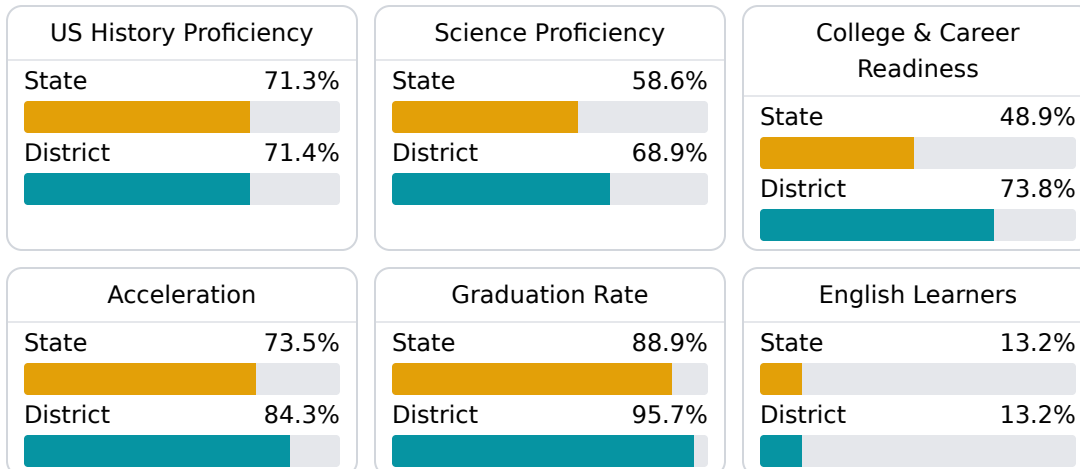 US History Proficiency
State 71.3%
District 71.4%
Science Proficiency
State 58.6%
District 68.9%
College & Career
Readiness
State 48.9%
District 73.8%
Acceleration
State 73.5%
District 84.3%
Graduation Rate
State 88.9%
District 95.7%
English Learners
State 13.2%
District 13.2%